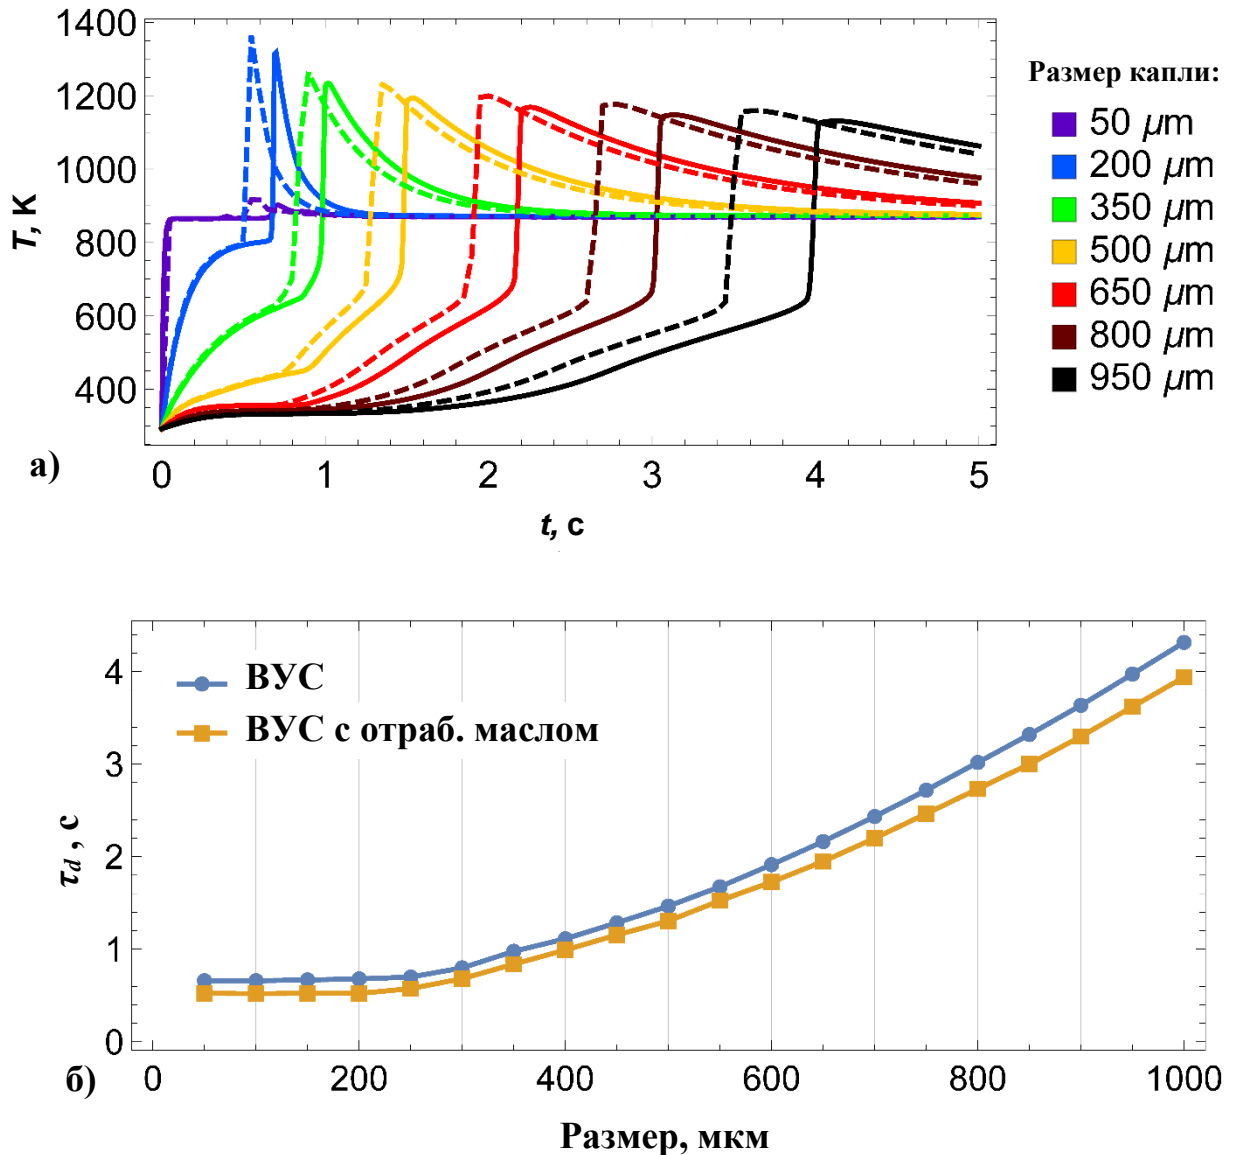 1400
1200
1000
800
600
400
T, К
0 1 2 3 4 5
t, с
а)
Размер капли:
50 µm
200 µm
350 µm
500 µm
650 µm
800 µm
950 µm
ВУС
ВУС с отраб. маслом
4
3
2
1
0
τd , с
0 200 400 600 800 1000
б)
Размер, мкм